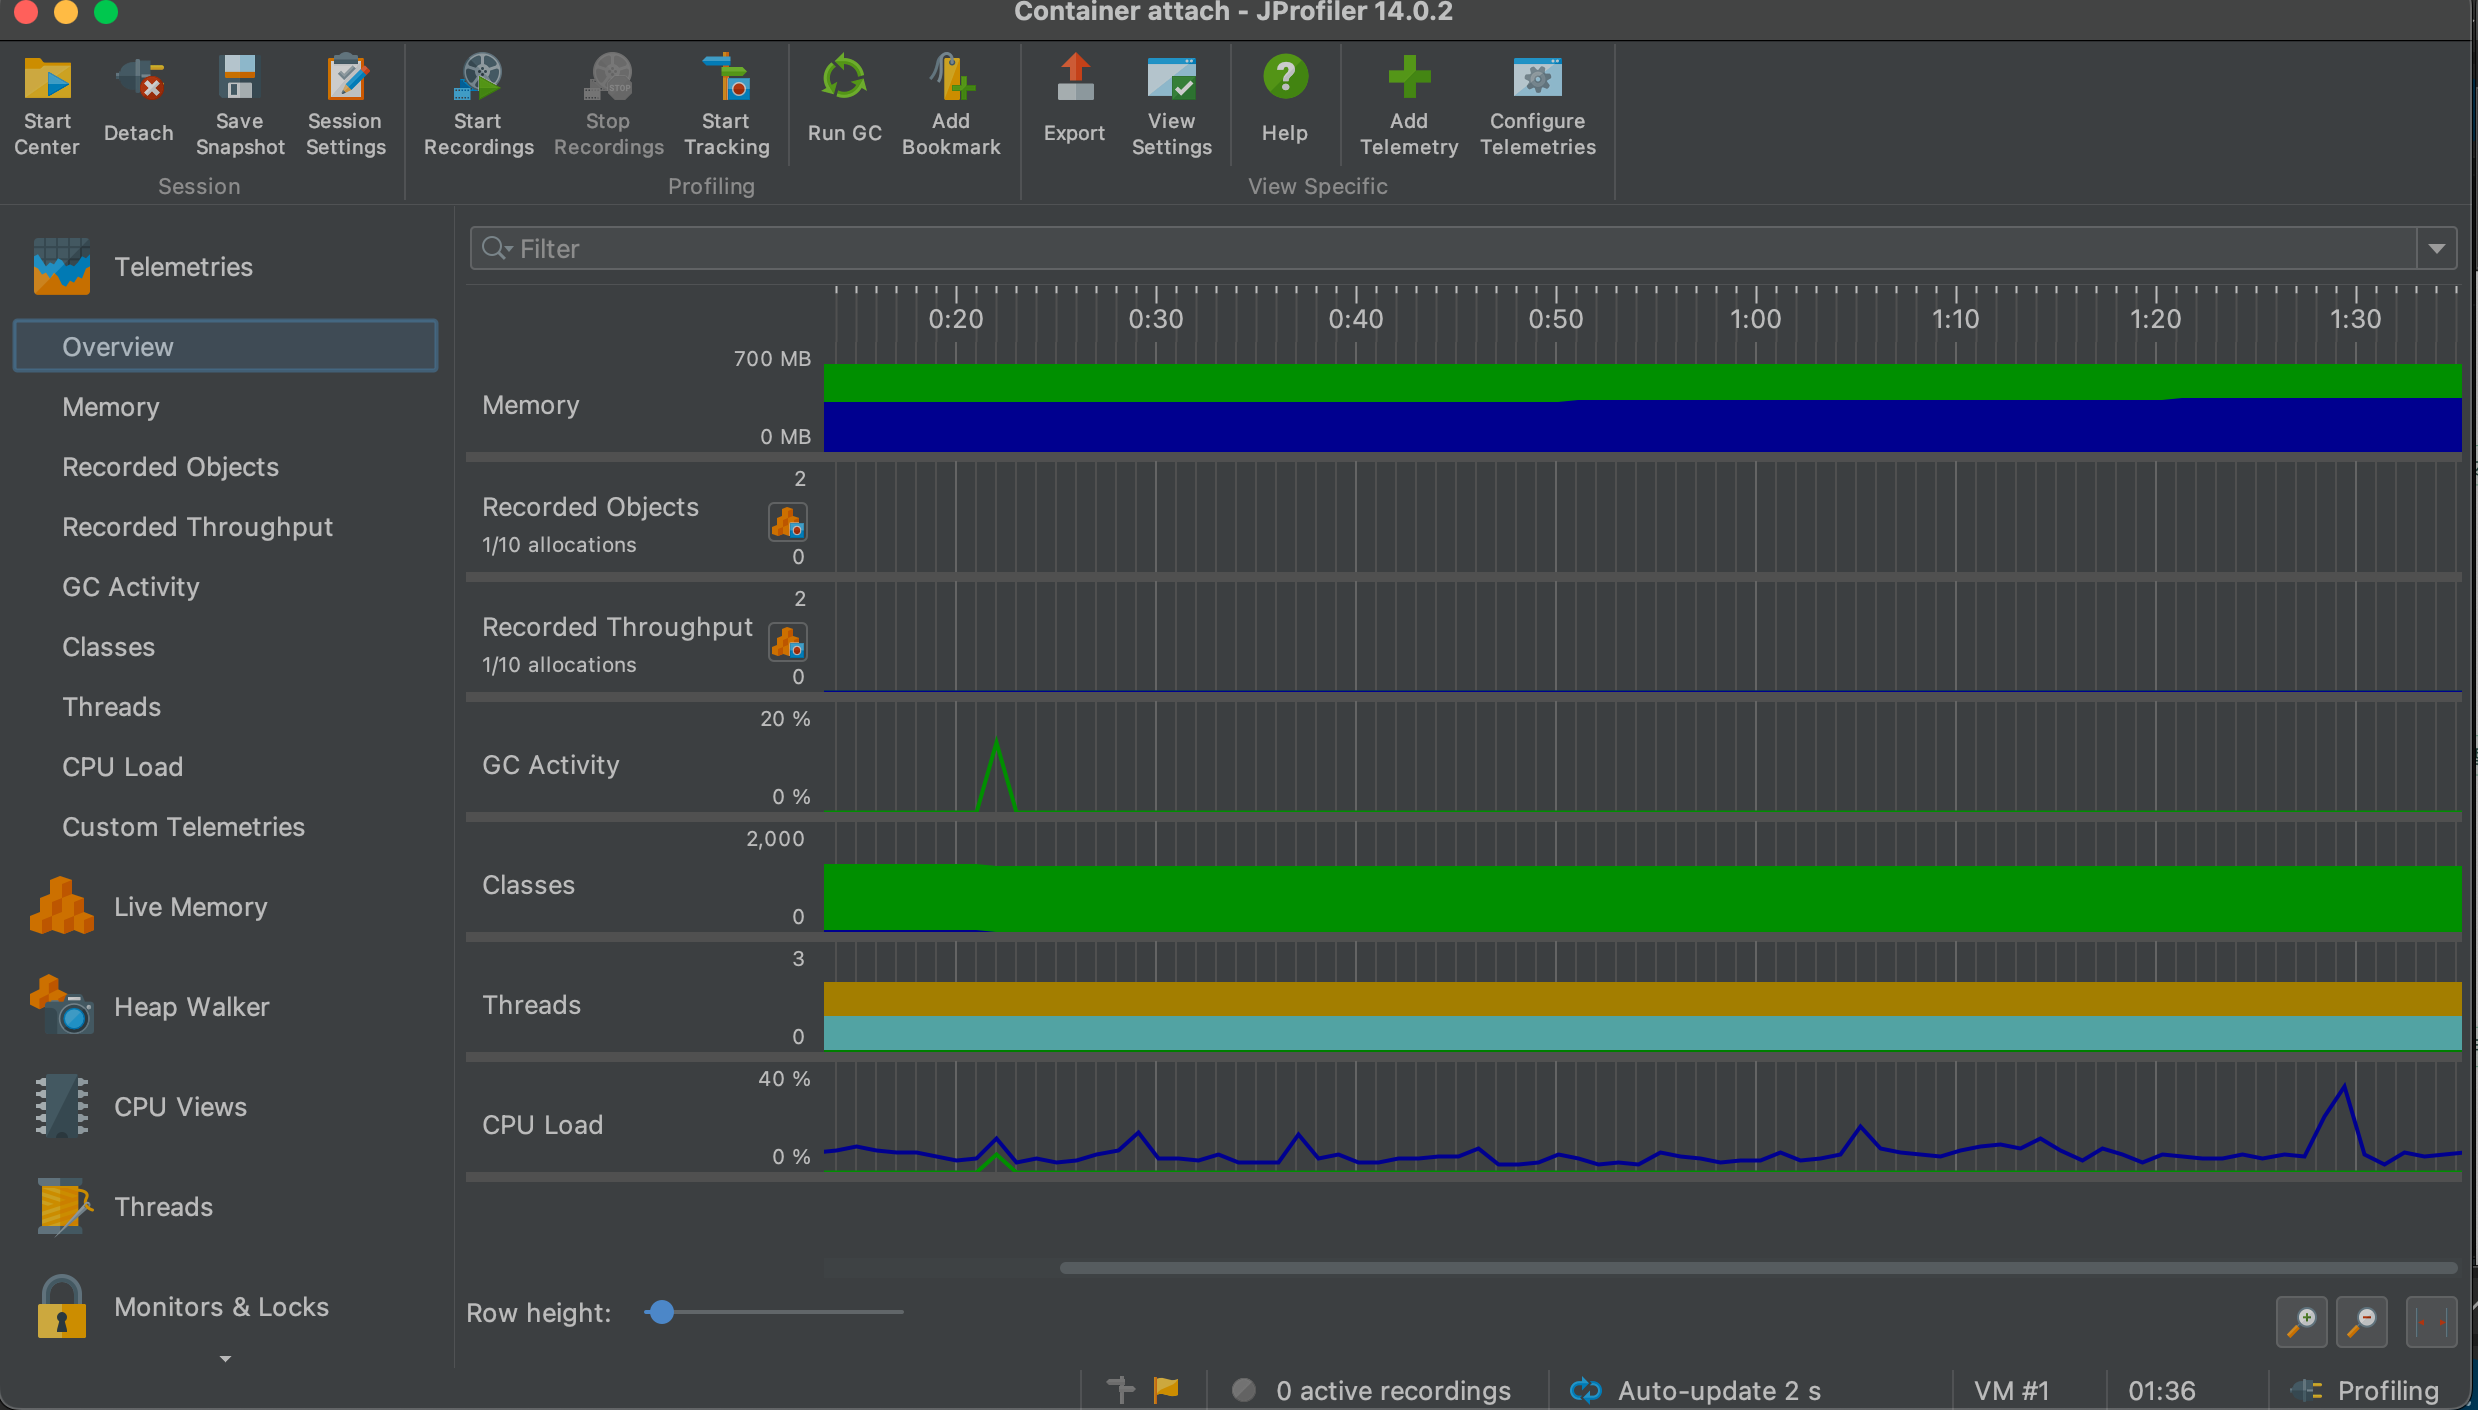 Container attach - JProfiler 14.0.2
Start Center
Detach
Save Snapshot
Session Settings
Start Recordings
Stop Recordings
Start Tracking
Run GC
Add Bookmark
Export
View Settings
Help
Add Telemetry
Configure Telemetries
Session
Profiling
View Specific
Telemetries
Overview
Memory
Recorded Objects
Recorded Throughput
GC Activity
Classes
Threads
CPU Load
Custom Telemetries
Live Memory
Heap Walker
CPU Views
Threads
Monitors & Locks
Filter
0:20 0:30 0:40 0:50 1:00 1:10 1:20 1:30
700 MB
Memory
0 MB
2
Recorded Objects
1/10 allocations
0
2
Recorded Throughput
1/10 allocations
0
20 %
GC Activity
0 %
2,000
Classes
0
3
Threads
0
40 %
CPU Load
0 %
Row height:
0 active recordings
Auto-update 2 s
VM #1
01:36
Profiling